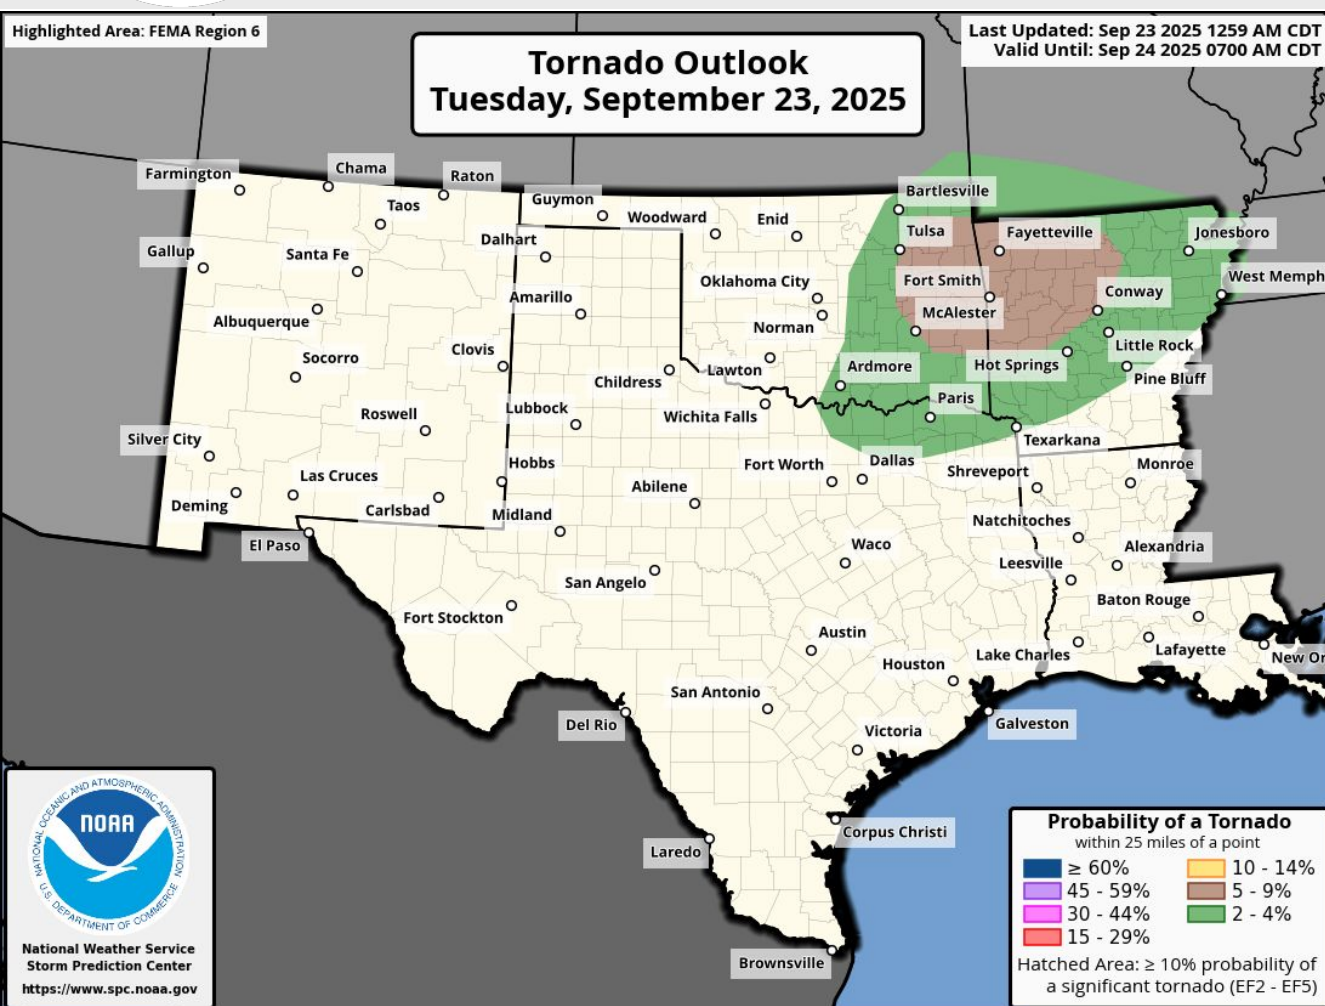 Highlighted Area: FEMA Region 6
Last Updated: Sep 23 2025 1259 AM CDT
Valid Until: Sep 24 2025 0700 AM CDT
Tornado Outlook
Tuesday, September 23, 2025
Farmington
Chama
Raton
Taos
Guymon
Woodward
Enid
Bartlesville
Tulsa
Fayetteville
Jonesboro
Gallup
Santa Fe
Dalhart
Oklahoma City
Fort Smith
West Memph
Amarillo
Conway
Albuquerque
Norman
McAlester
Socorro
Clovis
Childress
Lawton
Ardmore
Hot Springs
Little Rock
Pine Bluff
Roswell
Lubbock
Wichita Falls
Paris
Texarkana
Silver City
Las Cruces
Hobbs
Abilene
Fort Worth
Dallas
Shreveport
Monroe
Deming
Carlsbad
Midland
Natchitoches
El Paso
San Angelo
Waco
Leesville
Alexandria
Fort Stockton
Baton Rouge
Austin
Houston
Lake Charles
Lafayette
New Or
San Antonio
Del Rio
Victoria
Galveston
Laredo
Corpus Christi
Brownsville
NATIONAL OCEANIC AND ATMOSPHERIC ADMINISTRATION
NOAA
U.S. DEPARTMENT OF COMMERCE
National Weather Service
Storm Prediction Center
https://www.spc.noaa.gov
Probability of a Tornado
within 25 miles of a point
≥ 60%
45 - 59%
30 - 44%
15 - 29%
10 - 14%
5 - 9%
2 - 4%
Hatched Area: ≥ 10% probability of
a significant tornado (EF2 - EF5)